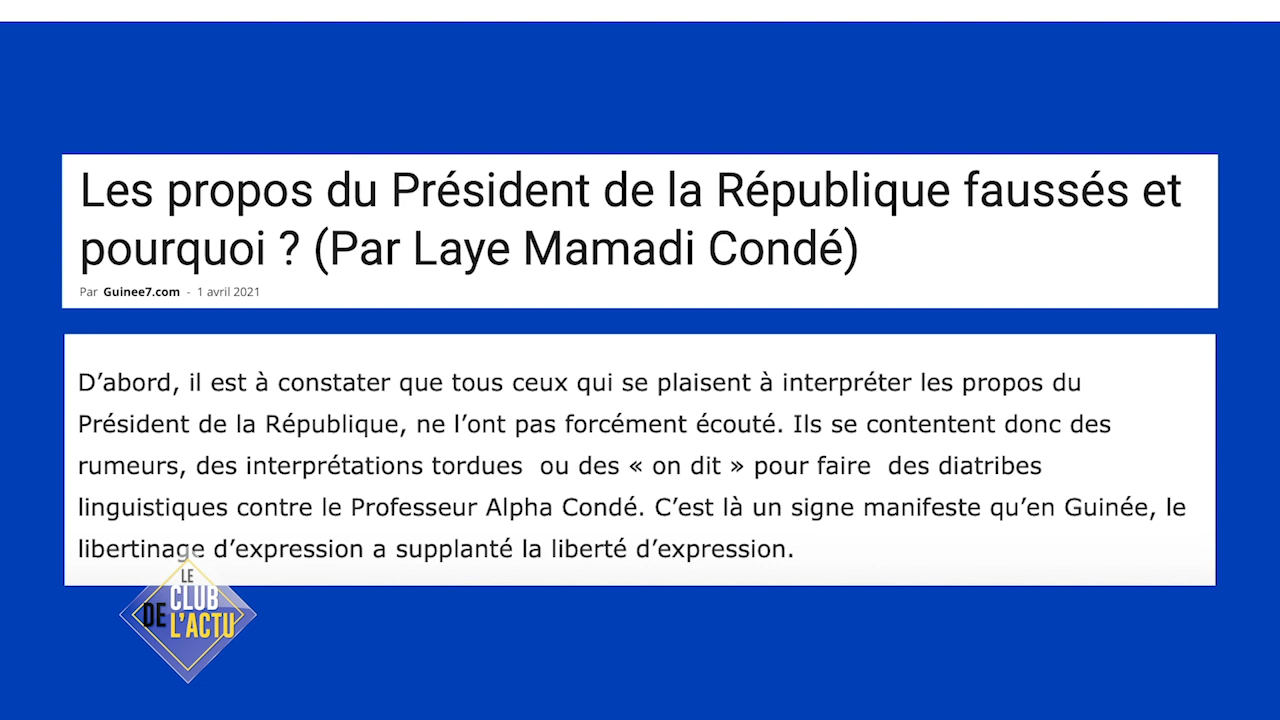 Les propos du Président de la République faussés et
pourquoi ? (Par Laye Mamadi Condé)
Par Guinee7.com - 1 avril 2021
D’abord, il est à constater que tous ceux qui se plaisent à interpréter les propos du
Président de la République, ne l’ont pas forcément écouté. Ils se contentent donc des
rumeurs, des interprétations tordues  ou des « on dit » pour faire  des diatribes
linguistiques contre le Professeur Alpha Condé. C’est là un signe manifeste qu’en Guinée, le
libertinage d’expression a supplanté la liberté d’expression.
LE
CLUB
DE L’ACTU